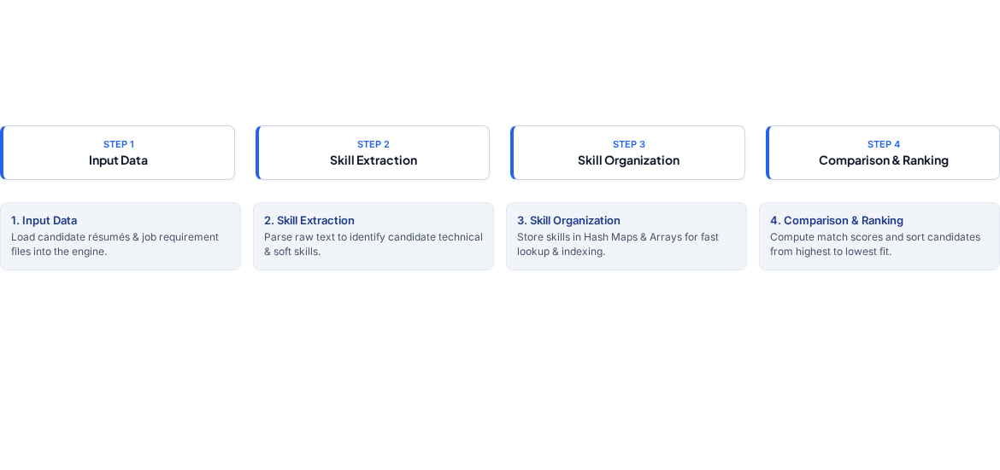 STEP 1
Input Data
STEP 2
Skill Extraction
STEP 3
Skill Organization
STEP 4
Comparison & Ranking
1. Input Data
Load candidate résumés & job requirement
files into the engine.
2. Skill Extraction
Parse raw text to identify candidate technical
& soft skills.
3. Skill Organization
Store skills in Hash Maps & Arrays for fast
lookup & indexing.
4. Comparison & Ranking
Compute match scores and sort candidates
from highest to lowest fit.